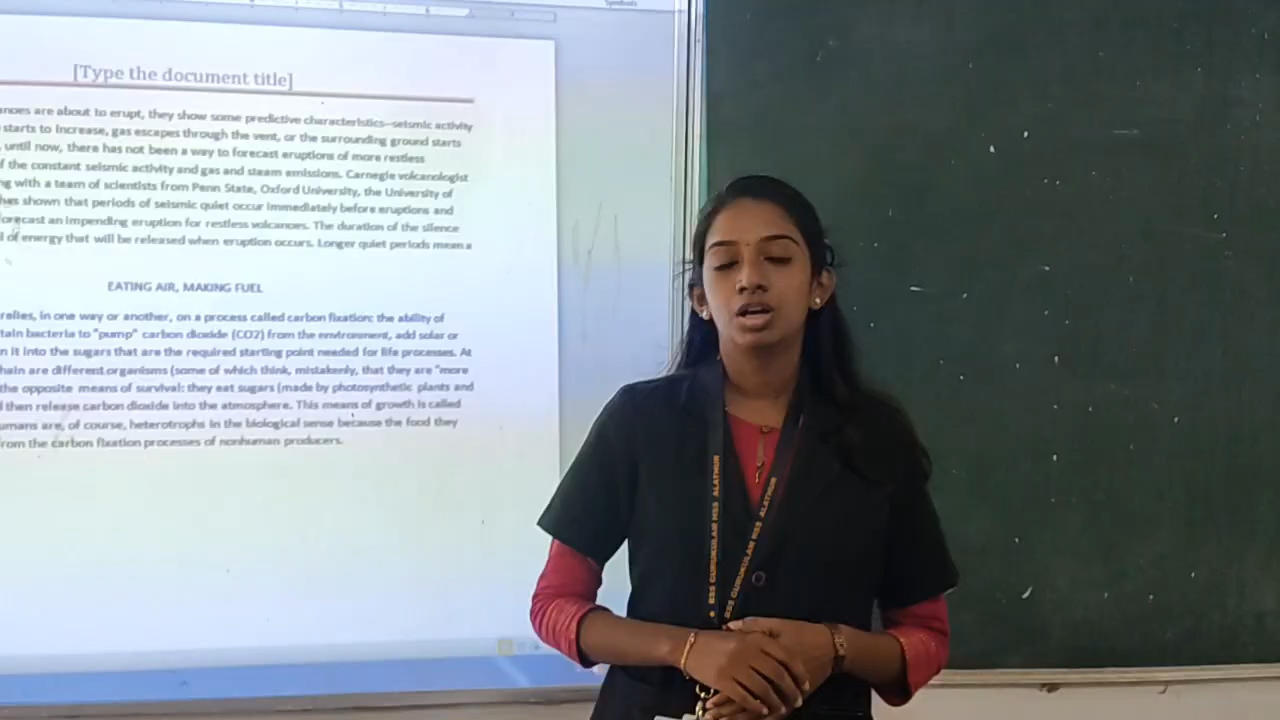 [Type the document title]
anoes are about to erupt, they show some predictive characteristics--seismic activity
starts to increase, gas escapes through the vent, or the surrounding ground starts
until now, there has not been a way to forecast eruptions of more restless
f the constant seismic activity and gas and steam emissions. Carnegie volcanologist
ng with a team of scientists from Penn State, Oxford University, the University of
has shown that periods of seismic quiet occur immediately before eruptions and
orecast an impending eruption for restless volcanoes. The duration of the silence
l of energy that will be released when eruption occurs. Longer quiet periods mean a
EATING AIR, MAKING FUEL
relies, in one way or another, on a process called carbon fixation: the ability of
tain bacteria to "pump" carbon dioxide (CO2) from the environment, add solar or
n it into the sugars that are the required starting point needed for life processes. At
hain are different organisms (some of which think, mistakenly, that they are "more
the opposite means of survival: they eat sugars (made by photosynthetic plants and
d then release carbon dioxide into the atmosphere. This means of growth is called
umans are, of course, heterotrophs in the biological sense because the food they
rom the carbon fixation processes of nonhuman producers.
BSS GURUKULAM HSS ALATHUR
BSS GURUKULAM HSS ALATHUR